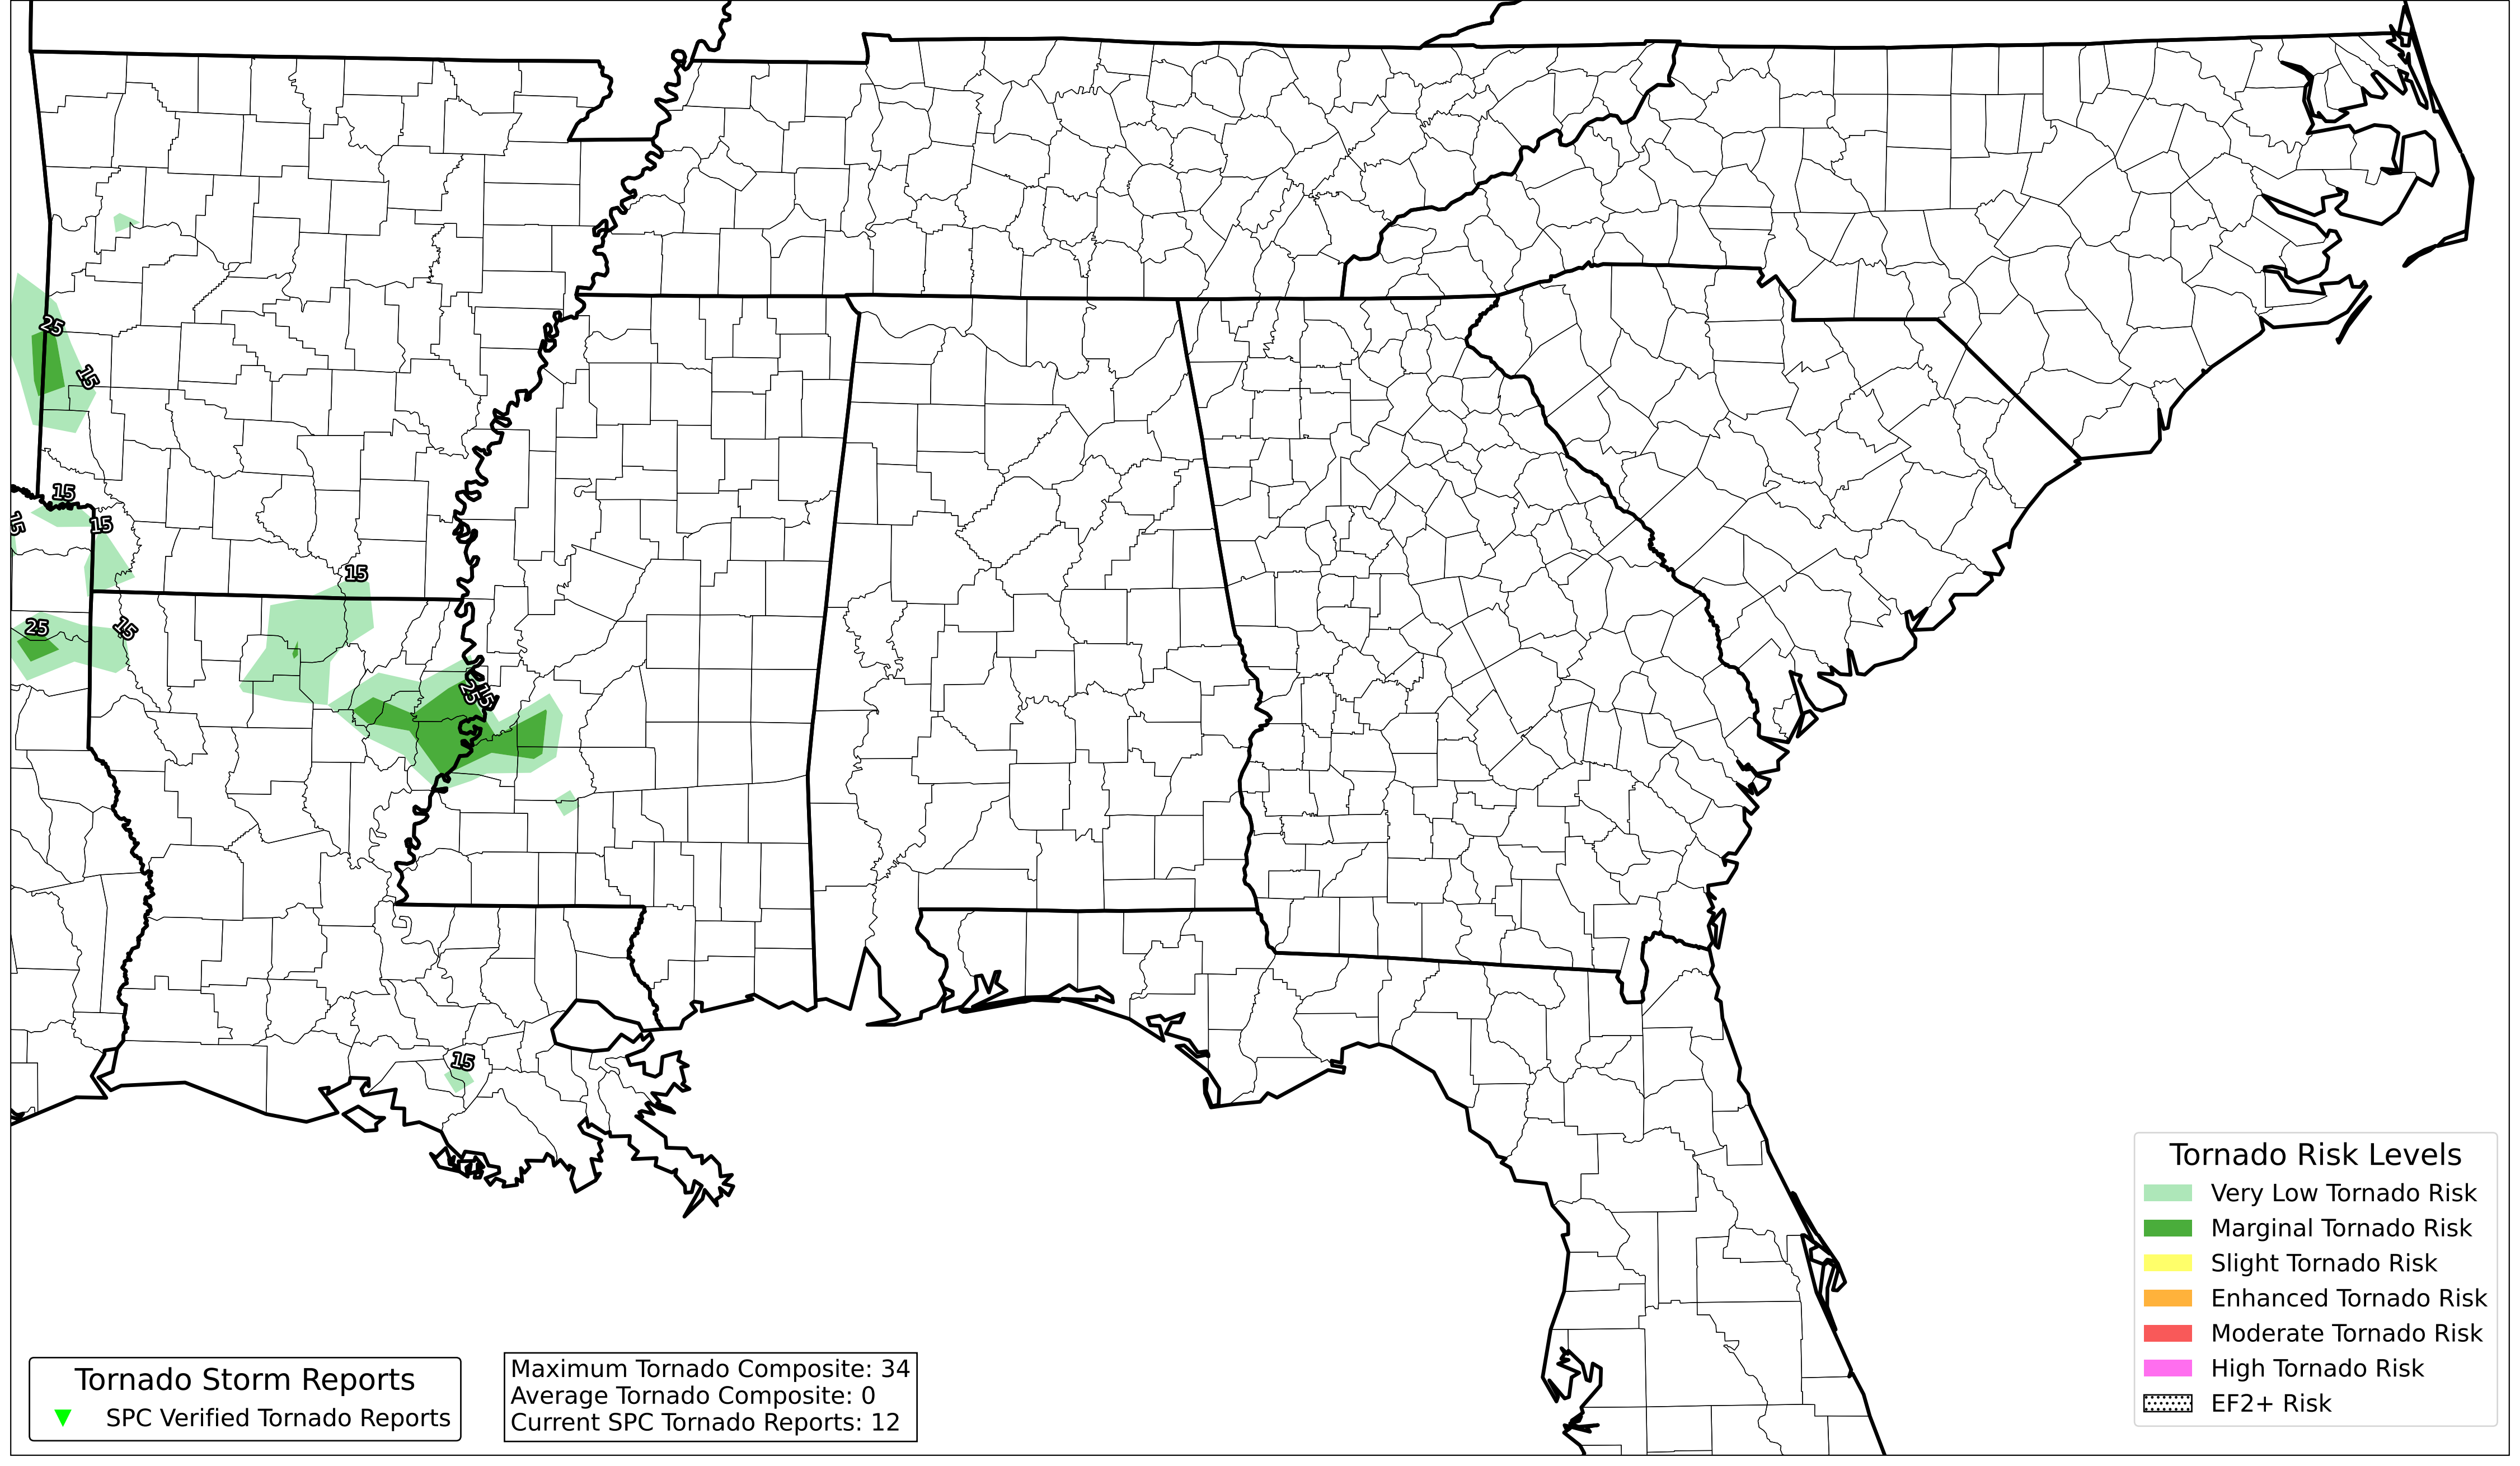 25
15
15
15
15
15
25
15
25
15
15
Tornado Risk Levels
Very Low Tornado Risk
Marginal Tornado Risk
Slight Tornado Risk
Enhanced Tornado Risk
Moderate Tornado Risk
High Tornado Risk
EF2+ Risk
Tornado Storm Reports
SPC Verified Tornado Reports
Maximum Tornado Composite: 34
Average Tornado Composite: 0
Current SPC Tornado Reports: 12